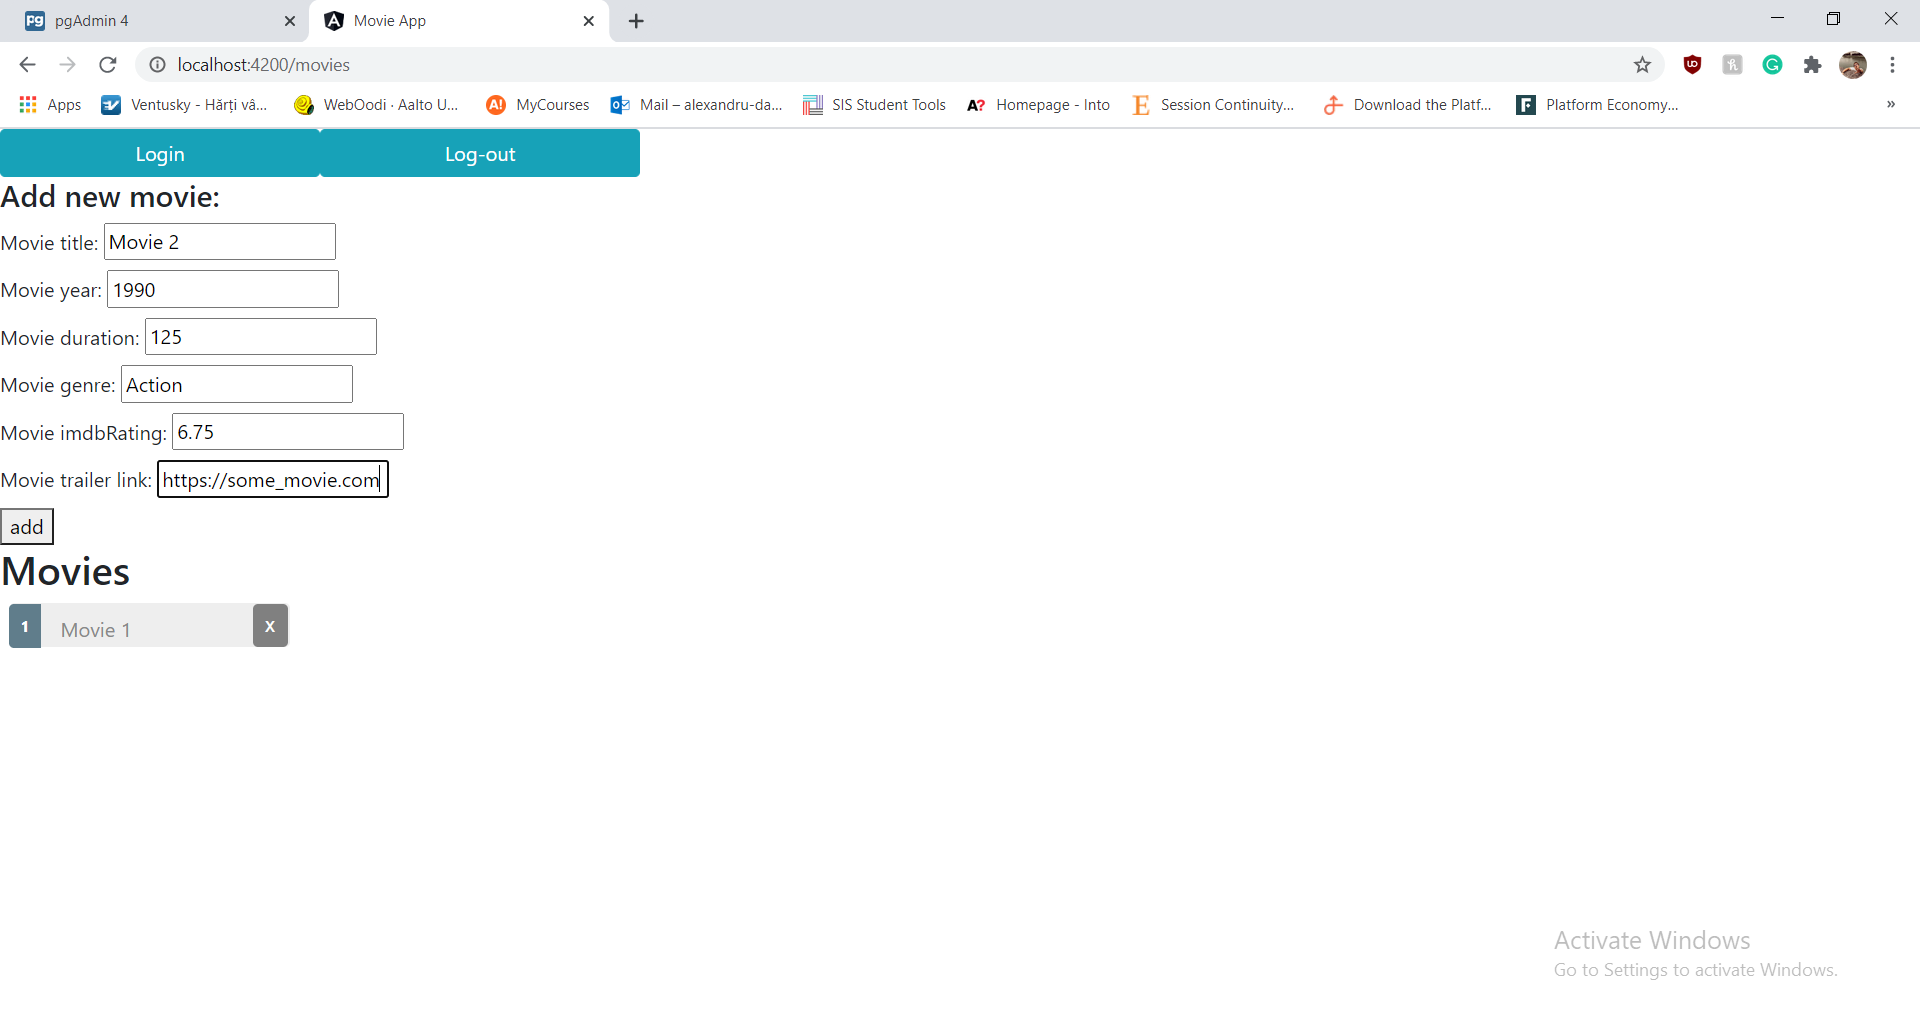 pgAdmin 4
Movie App
localhost:4200/movies
Apps
Ventusky - Hărți vâ...
WebOodi · Aalto U...
MyCourses
Mail – alexandru-da...
SIS Student Tools
Homepage - Into
Session Continuity...
Download the Platf...
Platform Economy...
»
Login
Log-out
Add new movie:
Movie title: Movie 2
Movie year: 1990
Movie duration: 125
Movie genre: Action
Movie imdbRating: 6.75
Movie trailer link: https://some_movie.com
add
Movies
1 Movie 1 X
Activate Windows
Go to Settings to activate Windows.